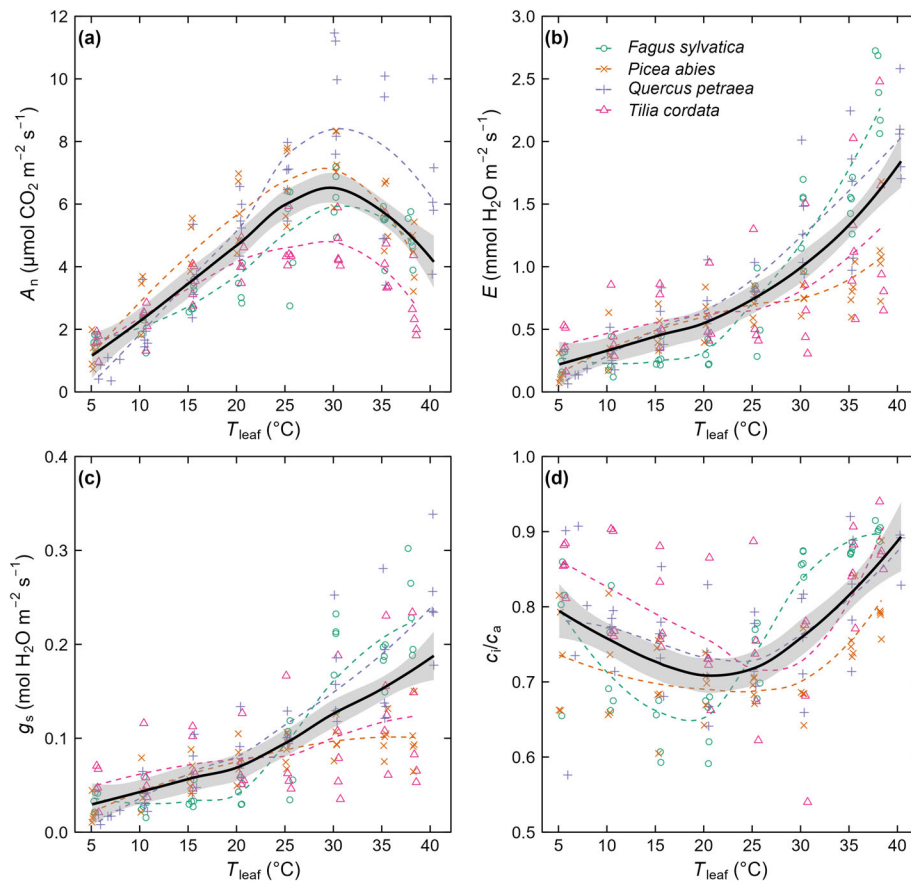 (a)
12
10
8
6
4
2
0
Aₙ (µmol CO₂ m⁻² s⁻¹)
5 10 15 20 25 30 35 40
T_leaf (°C)
(b)
Fagus sylvatica
Picea abies
Quercus petraea
Tilia cordata
3.0
2.5
2.0
1.5
1.0
0.5
0.0
E (mmol H₂O m⁻² s⁻¹)
5 10 15 20 25 30 35 40
T_leaf (°C)
(c)
0.4
0.3
0.2
0.1
0.0
gₛ (mol H₂O m⁻² s⁻¹)
5 10 15 20 25 30 35 40
T_leaf (°C)
(d)
1.0
0.9
0.8
0.7
0.6
0.5
cᵢ/cₐ
5 10 15 20 25 30 35 40
T_leaf (°C)